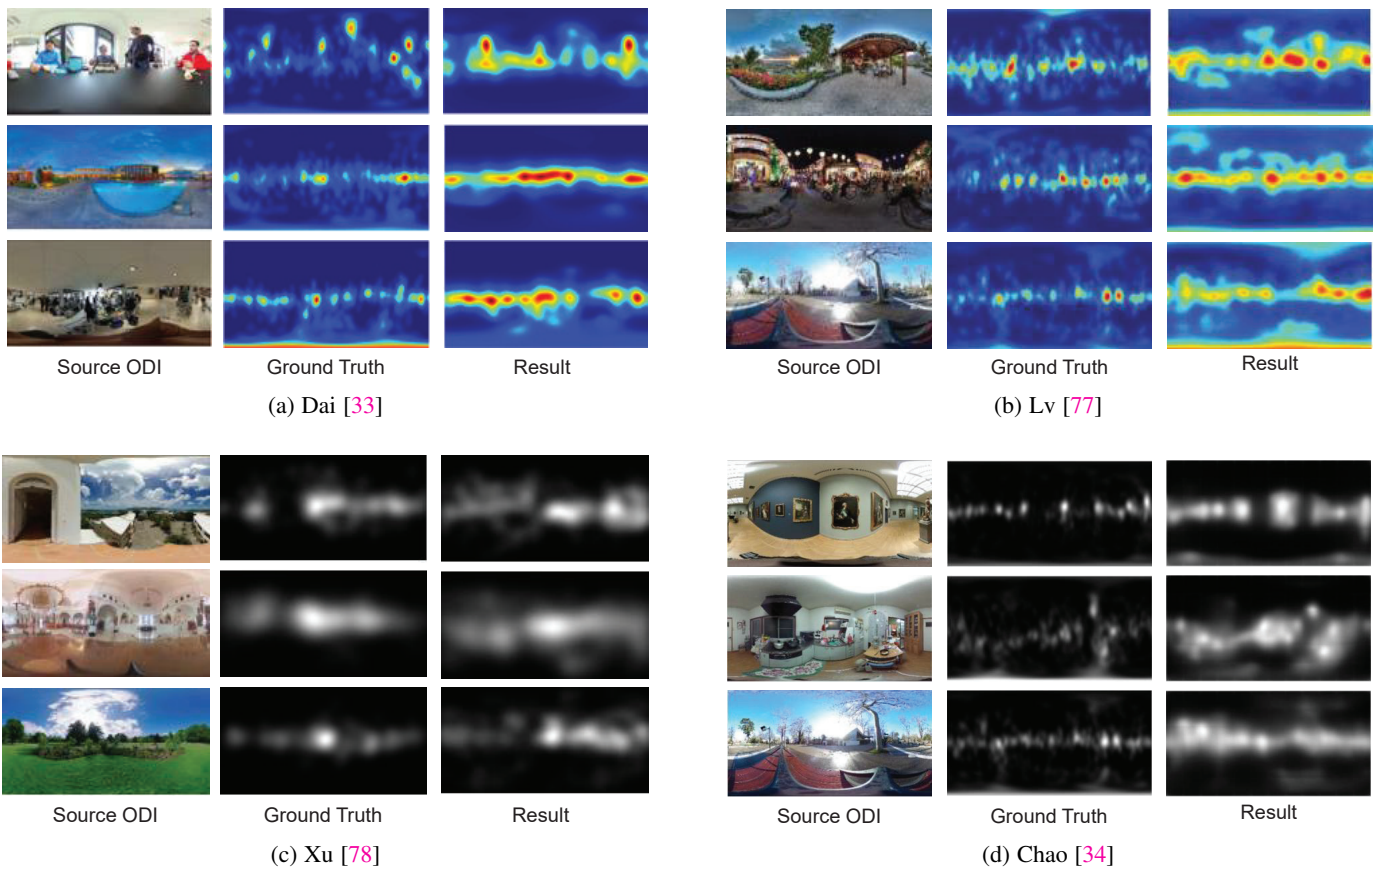 Source ODI Ground Truth Result
(a) Dai [33]
Source ODI Ground Truth Result
(b) Lv [77]
Source ODI Ground Truth Result
(c) Xu [78]
Source ODI Ground Truth Result
(d) Chao [34]